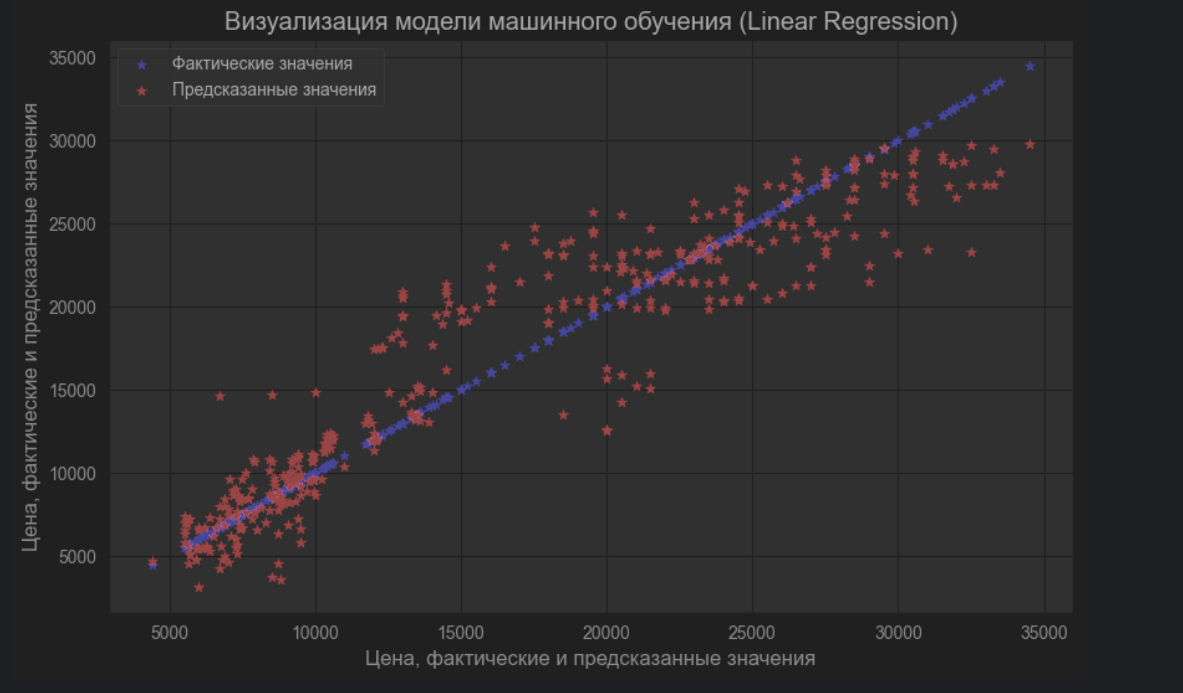 Визуализация модели машинного обучения (Linear Regression)
Фактические значения
Предсказанные значения
Цена, фактические и предсказанные значения
35000
30000
25000
20000
15000
10000
5000
5000 10000 15000 20000 25000 30000 35000
Цена, фактические и предсказанные значения